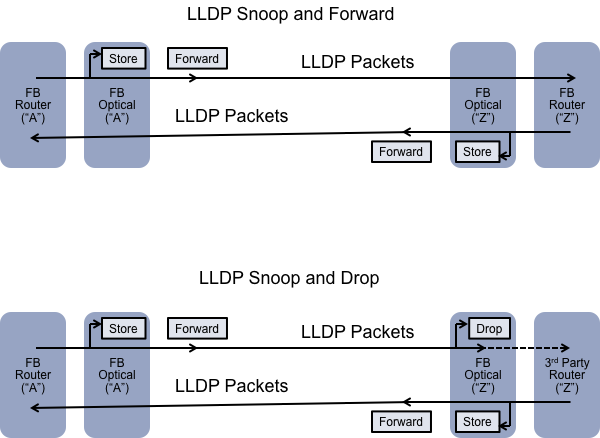 LLDP Snoop and Forward
Store
Forward
LLDP Packets
FB
Router
(“A”)
FB
Optical
(“A”)
LLDP Packets
FB
Optical
(“Z”)
FB
Router
(“Z”)
Forward
Store
LLDP Snoop and Drop
Store
Forward
LLDP Packets
Drop
FB
Router
(“A”)
FB
Optical
(“A”)
LLDP Packets
FB
Optical
(“Z”)
3rd Party
Router
(“Z”)
Forward
Store